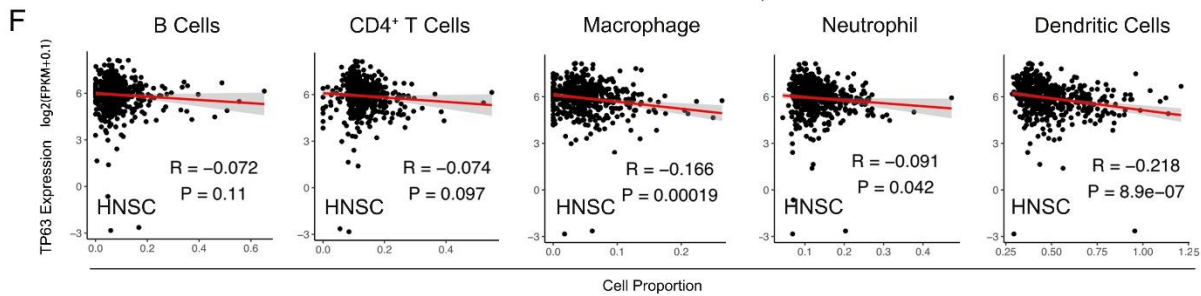 F
B Cells
CD4⁺ T Cells
Macrophage
Neutrophil
Dendritic Cells
TP63 Expression log2(FPKM+0.1)
6
3
0
−3
R = −0.072
P = 0.11
HNSC
0.0 0.2 0.4 0.6
6
3
0
−3
R = −0.074
P = 0.097
HNSC
0.0 0.2 0.4
6
3
0
−3
R = −0.166
P = 0.00019
HNSC
0.0 0.1 0.2
6
3
0
−3
R = −0.091
P = 0.042
HNSC
0.1 0.2 0.3 0.4
6
3
0
−3
R = −0.218
P = 8.9e−07
HNSC
0.25 0.50 0.75 1.00 1.25
Cell Proportion